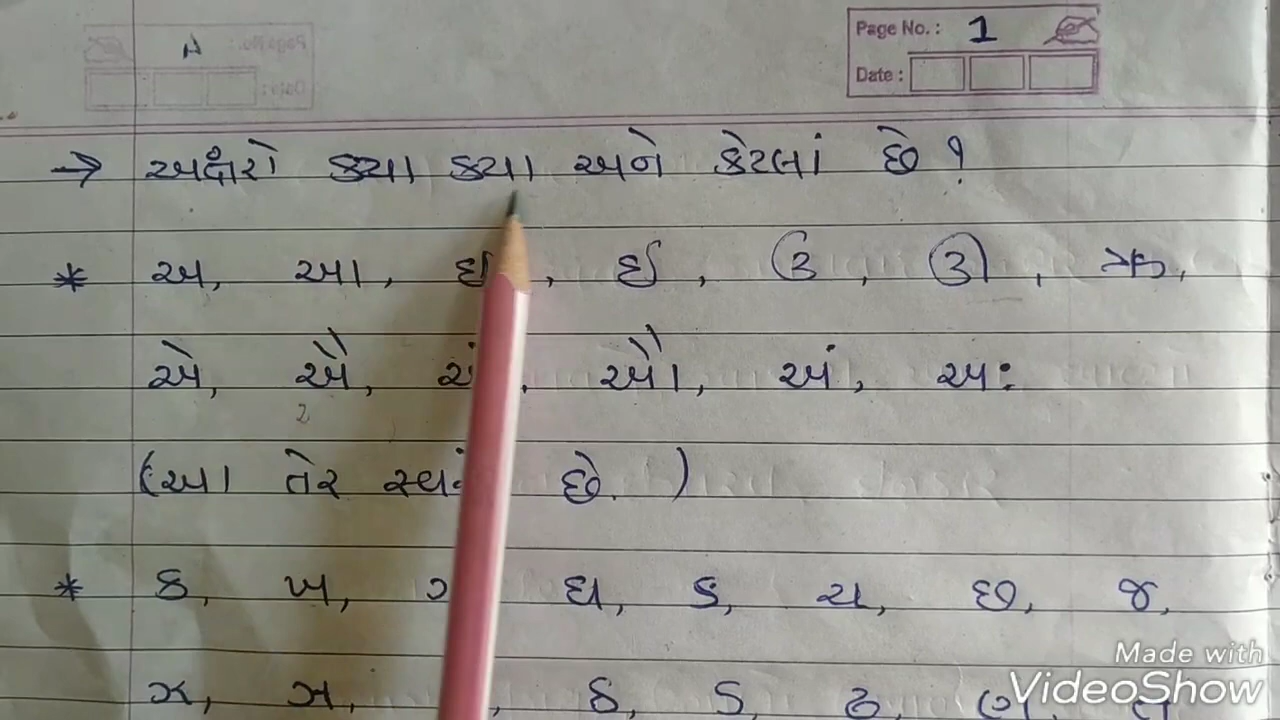 Page No. : 1
Date :
→ અક્ષરો ક્યા ક્યા અને કેટલાં છે ?
* અ, આ, ઇ, ઈ, ઉ, ઊ, ઋ,
એ, ઐ, ઓ, ઔ, અં, અઃ
(આ તેર સ્વરો છે.)
* ક, ખ, ગ, ઘ, ઙ, ચ, છ, જ,
ઝ, ઞ, ઠ, ડ, ઢ, ણ, ત
Made with
VideoShow